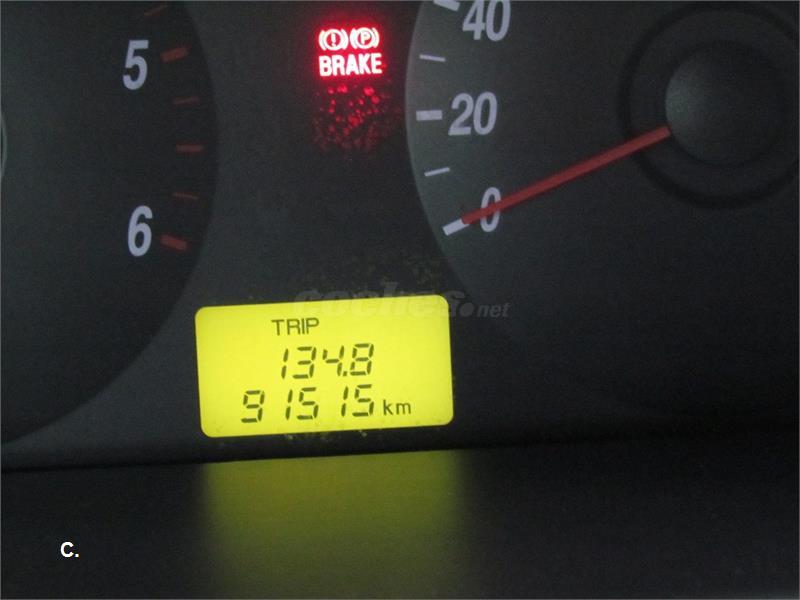 5
6
(!) (P)
BRAKE
40
20
0
coches.net
TRIP
134.8
91515 km
C.